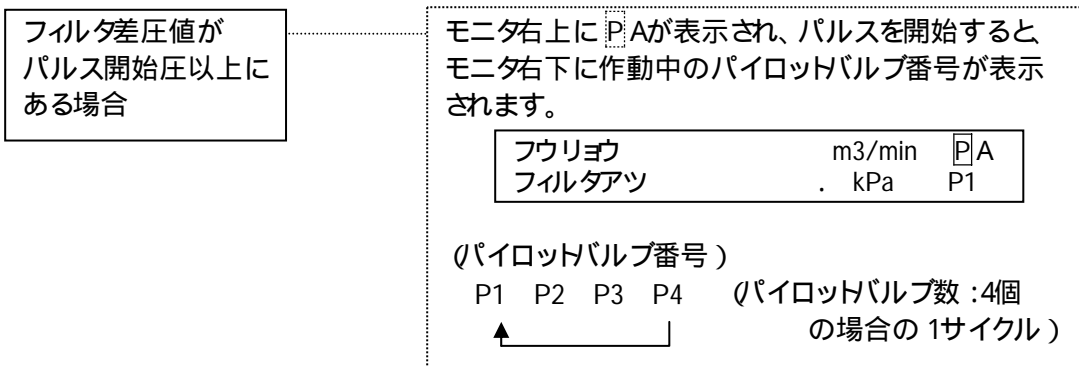 フィルタ差圧値が
パルス開始圧以上に
ある場合
モニタ右上に P Aが表示され、パルスを開始すると、
モニタ右下に作動中のパイロットバルブ番号が表示
されます。
フウリョウ m3/min P A
フィルタアツ . kPa P1
(パイロットバルブ番号)
P1 P2 P3 P4 (パイロットバルブ数:4個
の場合の 1サイクル)